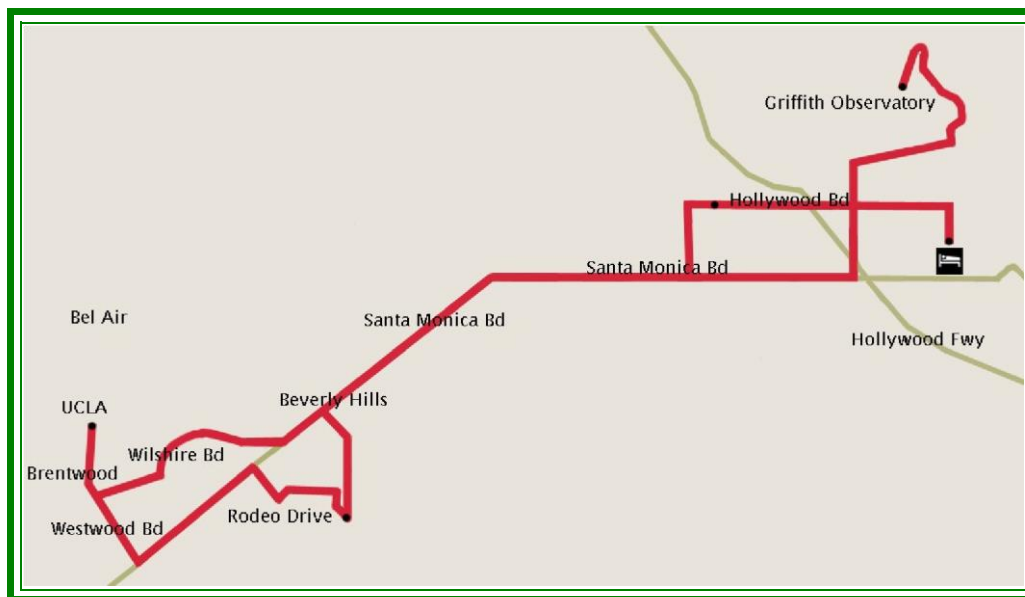 Griffith Observatory
Hollywood Bd
Santa Monica Bd
Santa Monica Bd
Bel Air
Hollywood Fwy
Beverly Hills
UCLA
Wilshire Bd
Brentwood
Rodeo Drive
Westwood Bd